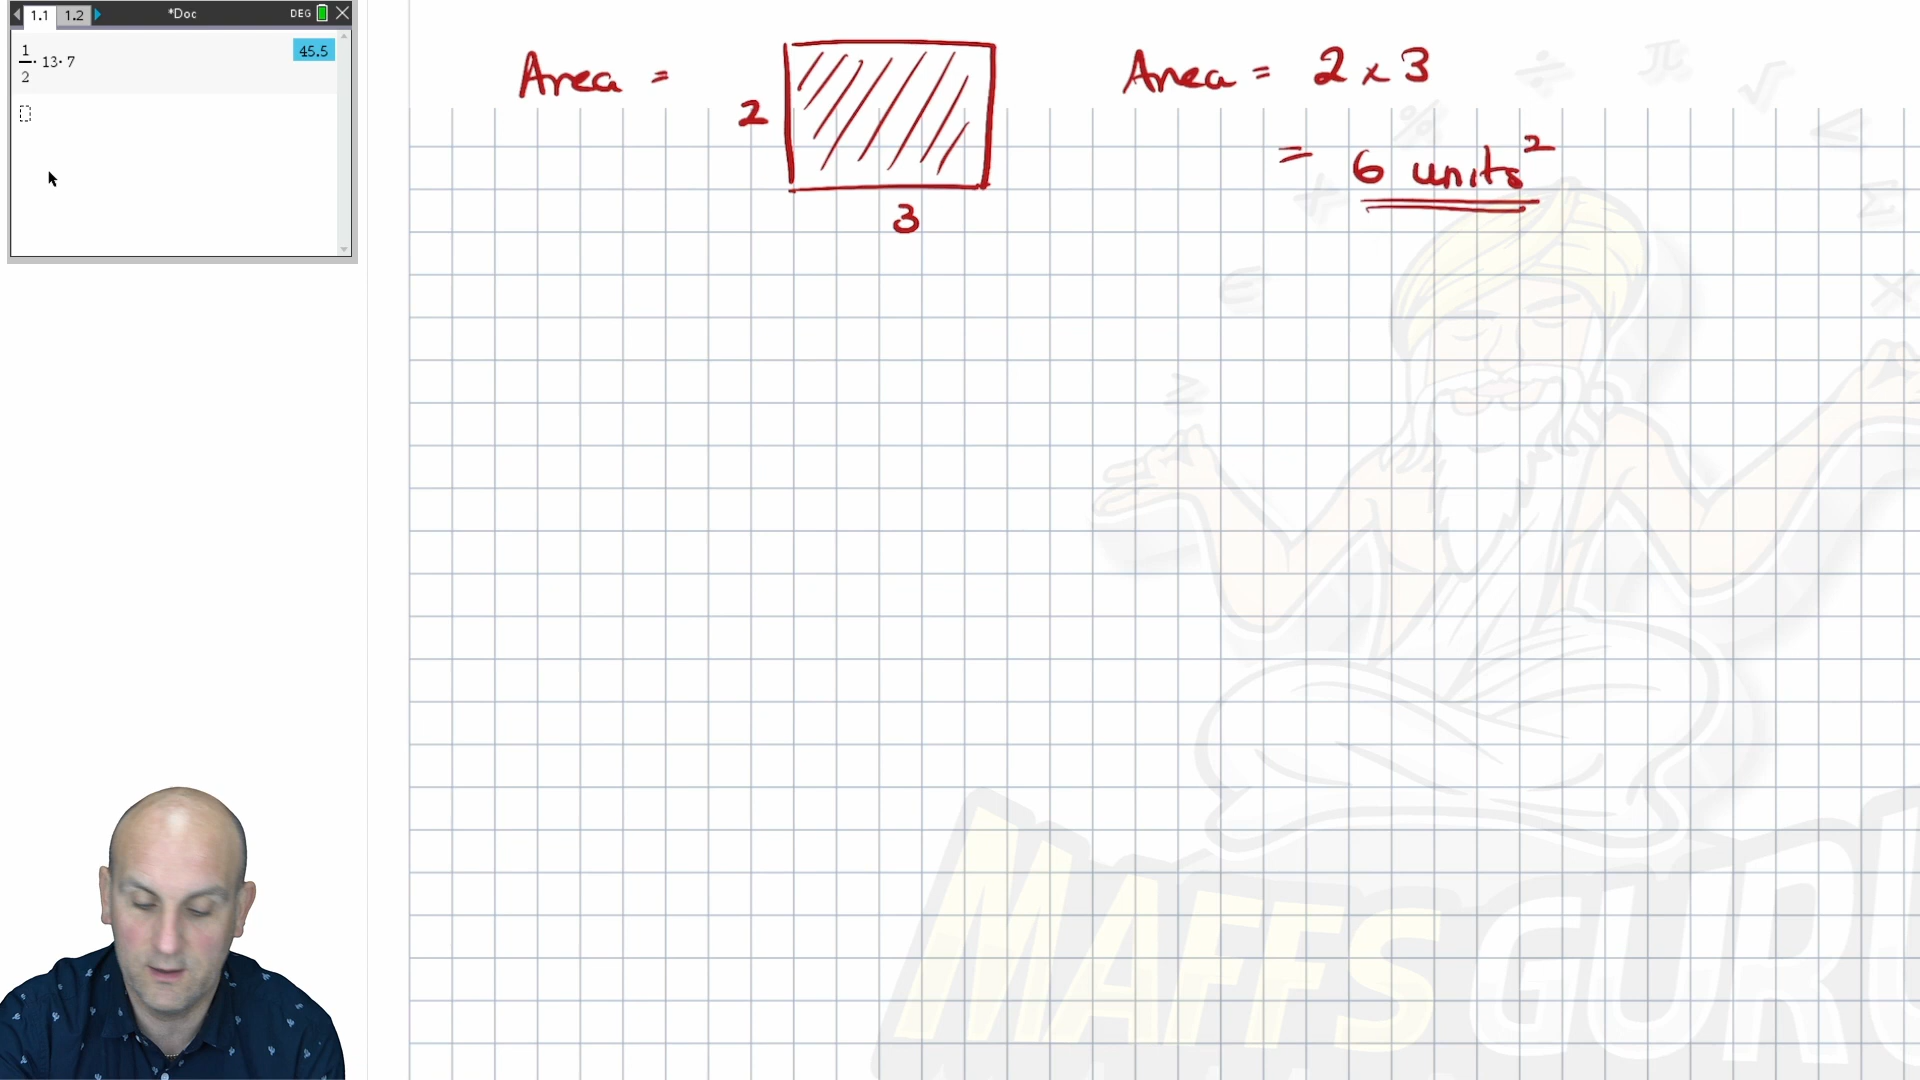 1.1 1.2 *Doc DEG
1/2 · 13 · 7 45.5
Area = Area = 2 × 3
2
= 6 units²
3
MAFFS GURU